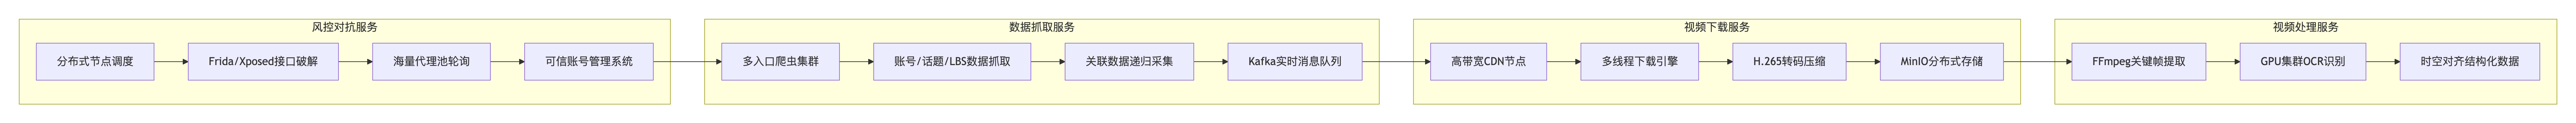 风控对抗服务
分布式节点调度
Frida/Xposed接口破解
海量代理池轮询
可信账号管理系统
数据抓取服务
多入口爬虫集群
账号/话题/LBS数据抓取
关联数据递归采集
Kafka实时消息队列
视频下载服务
高带宽CDN节点
多线程下载引擎
H.265转码压缩
MinIO分布式存储
视频处理服务
FFmpeg关键帧提取
GPU集群OCR识别
时空对齐结构化数据